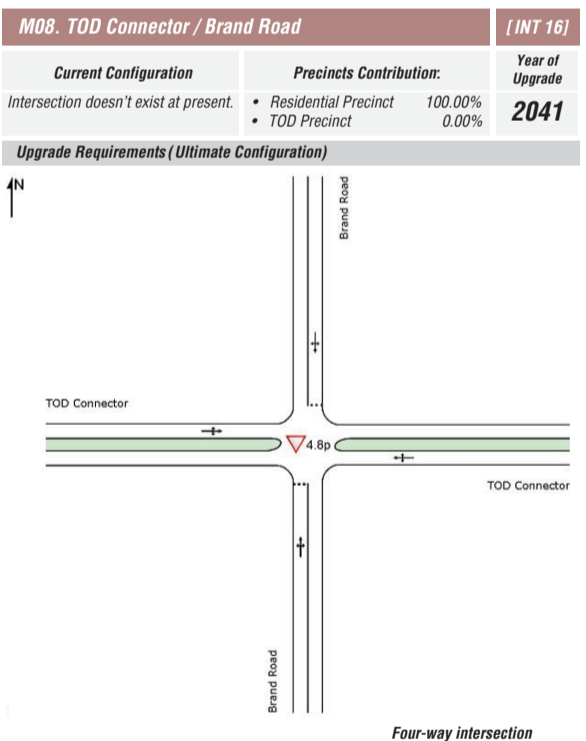 M08. TOD Connector / Brand Road
[ INT 16]
Current Configuration
Precincts Contribution:
Year of
Upgrade
Intersection doesn't exist at present.
• Residential Precinct 100.00%
• TOD Precinct 0.00%
2041
Upgrade Requirements ( Ultimate Configuration)
N
Brand Road
TOD Connector
4.8p
TOD Connector
Brand Road
Four-way intersection